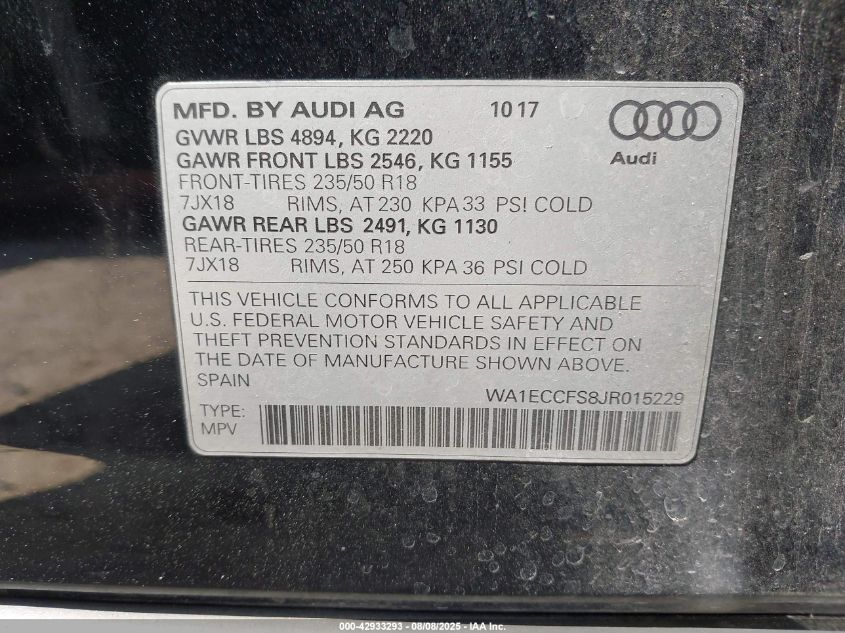 MFD. BY AUDI AG 10 17
GVWR LBS 4894, KG 2220
GAWR FRONT LBS 2546, KG 1155
FRONT-TIRES 235/50 R18
7JX18 RIMS, AT 230 KPA 33 PSI COLD
GAWR REAR LBS 2491, KG 1130
REAR-TIRES 235/50 R18
7JX18 RIMS, AT 250 KPA 36 PSI COLD
Audi
THIS VEHICLE CONFORMS TO ALL APPLICABLE
U.S. FEDERAL MOTOR VEHICLE SAFETY AND
THEFT PREVENTION STANDARDS IN EFFECT ON
THE DATE OF MANUFACTURE SHOWN ABOVE.
SPAIN
WA1ECCFS8JR015229
TYPE:
MPV
000-42933293 - 08/08/2025 - IAA Inc.